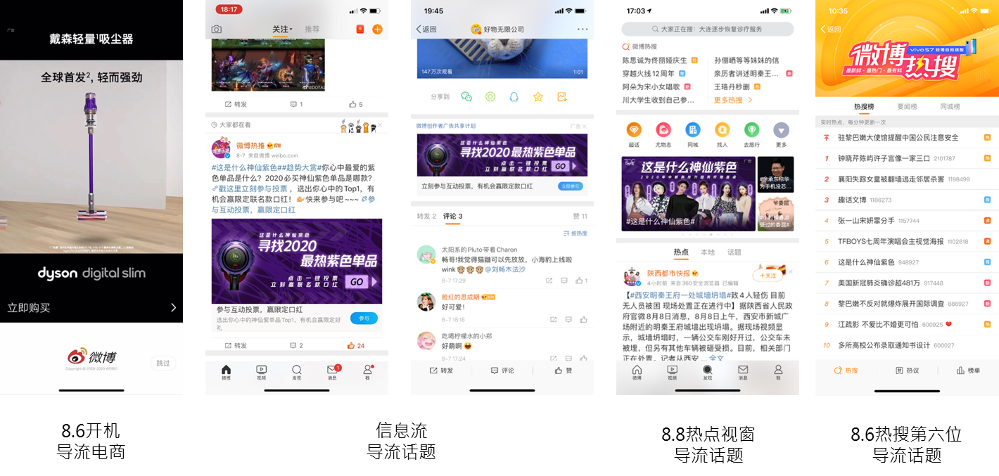 广告
戴森轻量¹吸尘器
全球首发²，轻而强劲
dyson digital slim
立即购买
微博
Copyright © 2009-2020 WEIBO
跳过
18:17
关注
推荐
转发
1
5
大家都在看
微博热推
8-7 来自微博 weibo.com
#这是什么神仙紫色##趋势大赏#你心中最爱的紫
色单品是什么？2020必买神仙紫色单品是哪款？
戳这里立刻参与投票，选出你心中的Top1，有
机会赢限定联名款口红！快来参与吧~~~参
与互动投票，赢限定口红
这是什么神仙紫色
寻找2020
最热紫色单品
点击一键投票
立刻赢联名款口红
GO
参与互动投票，赢限定口红
选出你心中的神仙紫色单品Top1，有机会赢限定好
礼
参与
转发
2
24
微博
视频
发现
消息
1
我
19:45
返回
好物无限公司
147万次观看
1:01
分享到
微博创作者广告共享计划
广告
这是什么神仙紫色
寻找2020最热紫色单品
点击一键投票
立刻赢联名款口红
GO
立刻参与互动投票，有机会赢限定款口红
立即参与
转发 2
评论 3
赞 11
按热度
太阳系的Pluto带着Charon
畅哥!我觉得猫鼬可以先放放，小海豹上线啦
wink @刘畅木法沙
8-7 17:29
1
脸红的思成期
好可爱！
8-7 18:16
吃喝柠檬水的小郑
好萌啊
8-7 17:24
转发
评论
赞
17:03
大家正在搜：大连逐步恢复诊疗服务
微博热搜
陈思诚为佟丽娅庆生 热
孙俪晒等等妹妹的信
穿越火线12周年 荐
亲历者讲述明秦王... 新
阿朵为宋小女唱歌 新
王珞丹秒删 热
川大学生收到自己参...
更多热搜
超话
尤物志
同城
找人
去旅行
更多
这是什么神仙紫色
广告
#这是什么神仙紫色#
#余承东称华
为手机没芯...
爷委屈
受过的委屈#
热点
本地
话题
陕西都市快报
4小时前 来自360安全浏览器 已编辑
+关注
【#西安明秦王府一处城墙坍塌#致4人轻伤 目前
无人员被困 现场处置正在进行中】据陕西省人民政
府官微8月8日消息，8月8日上午，西安市新城广
场附近的明秦王府城墙出现坍塌。据现场视频显
示，城墙坍塌时，一辆公交车刚好开过，公交车未
被埋，但另有其他车辆被砸受损。目前，相关部门
正在处置。记者从西安 ... 全文
微博
视频
发现
消息
我
10:35
返回
微博热搜
vivo S7 轻薄自拍旗舰
最新鲜·最热门·最有料
热搜榜
要闻榜
同城榜
实时热点，每分钟更新一次
驻黎巴嫩大使馆提醒中国公民注意安全 热
1 钟晓芹陈屿许子言像一家三口 2101787 热
2 襄阳失踪女童被翻墙逃走邻居杀害 1198499
3 趣话文博 1186273 荐
4 张一山宋妍霏分手 1157744 沸
5 TFBOYS七周年演唱会主视觉海报 1102618 沸
6 这是什么神仙紫色 948927 荐
7 美国新冠肺炎确诊超481万 917448 新
8 黎巴嫩不反对就爆炸展开国际调查 886927 新
9 江疏影 不爱比不婚更可怕 600925 热
10 多所高校公布录取通知书设计 600027
热搜
热议
榜单
8.6开机
导流电商
信息流
导流话题
8.8热点视窗
导流话题
8.6热搜第六位
导流话题